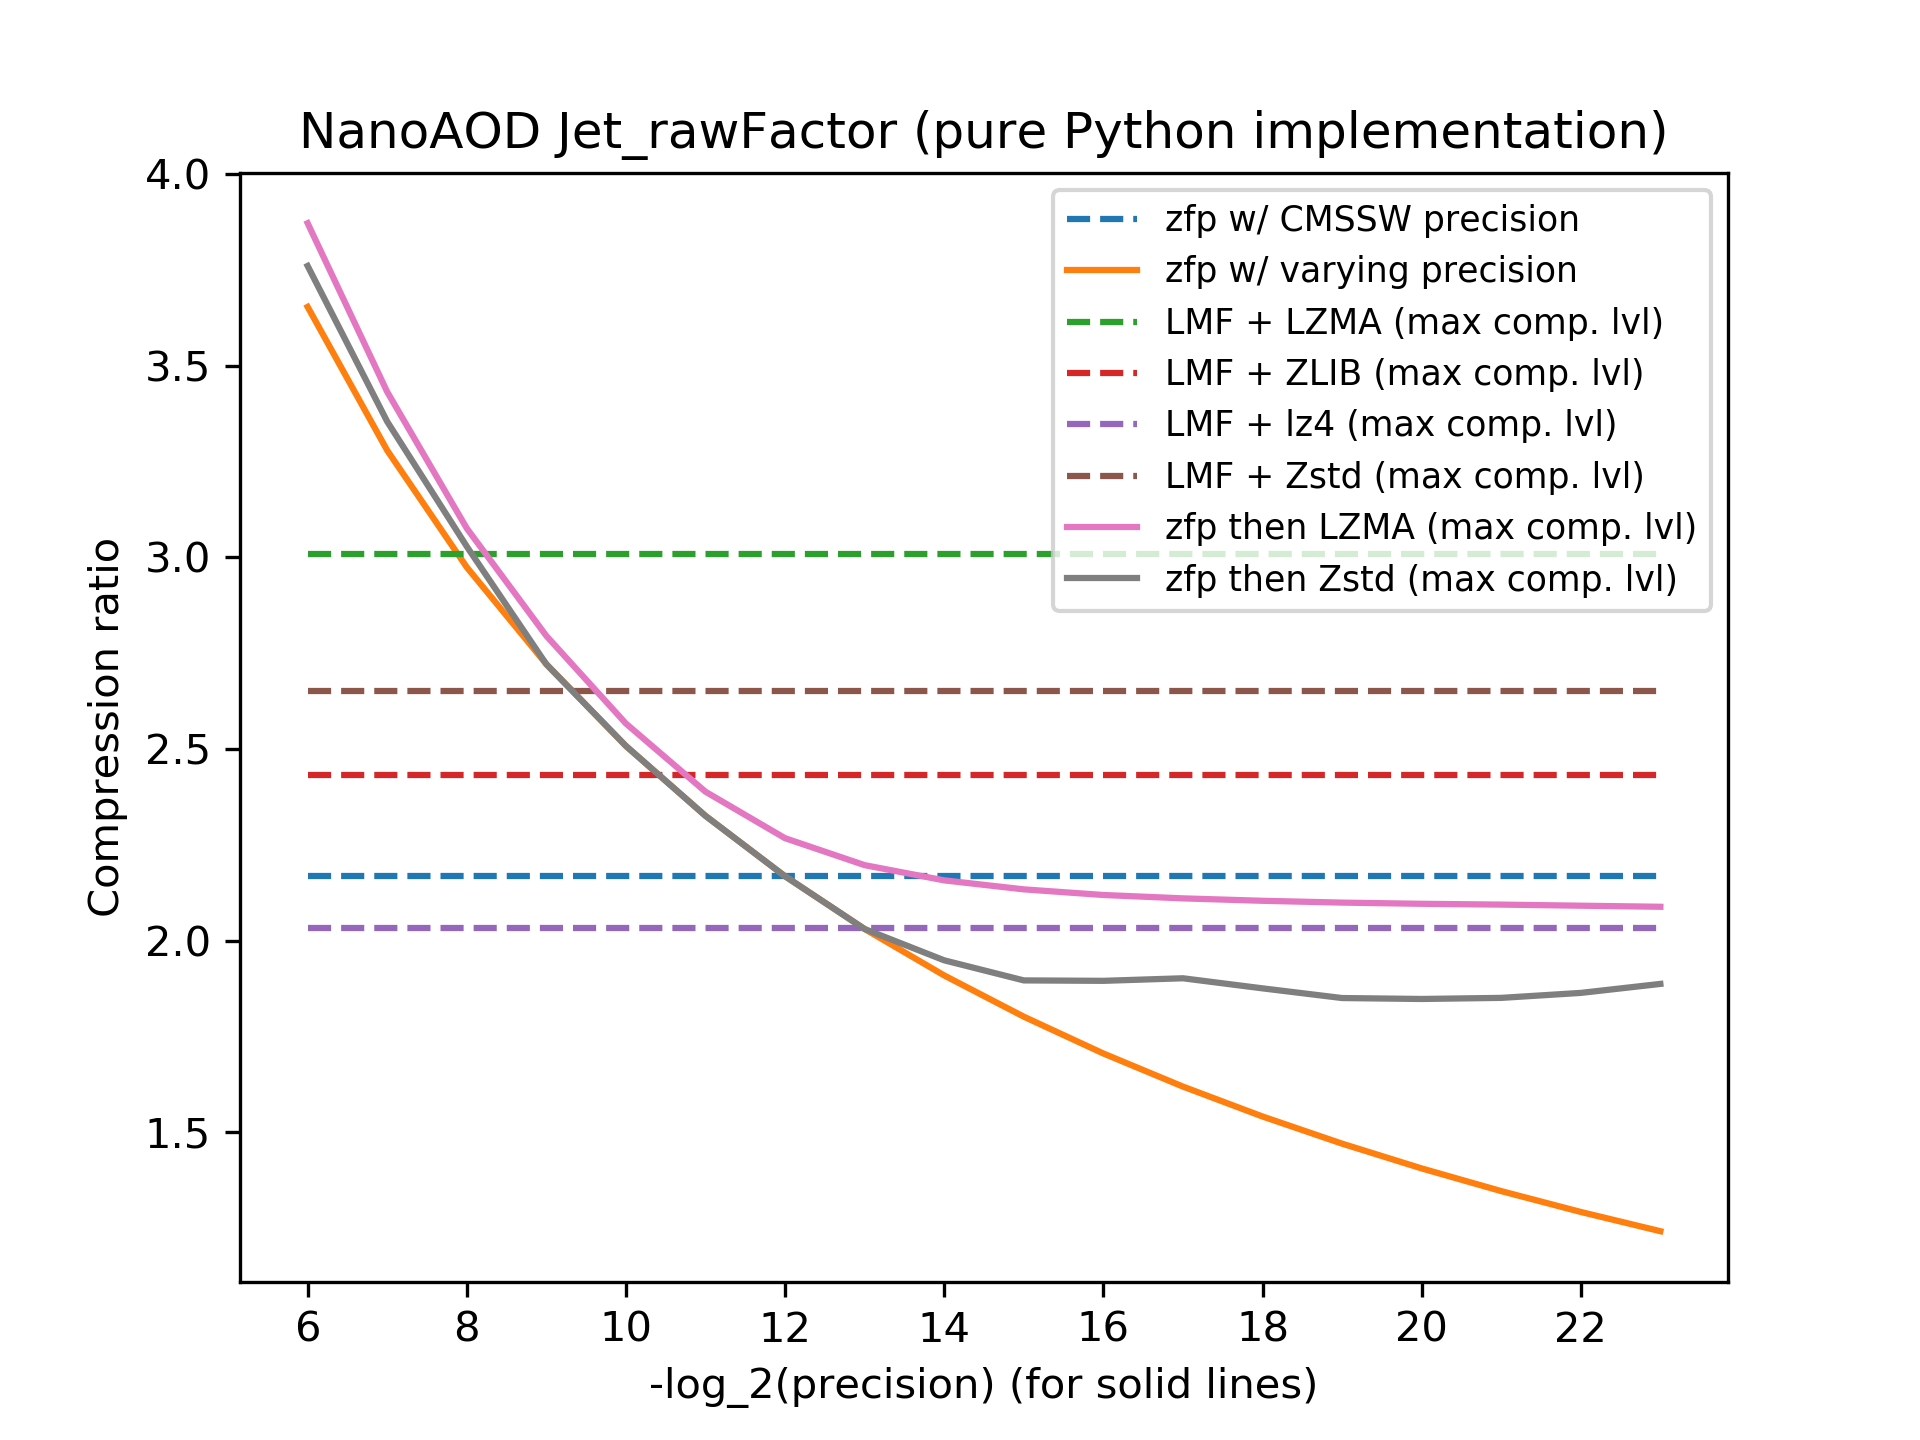 NanoAOD Jet_rawFactor (pure Python implementation)
4.0
3.5
3.0
2.5
2.0
1.5
Compression ratio
zfp w/ CMSSW precision
zfp w/ varying precision
LMF + LZMA (max comp. lvl)
LMF + ZLIB (max comp. lvl)
LMF + lz4 (max comp. lvl)
LMF + Zstd (max comp. lvl)
zfp then LZMA (max comp. lvl)
zfp then Zstd (max comp. lvl)
6 8 10 12 14 16 18 20 22
-log_2(precision) (for solid lines)